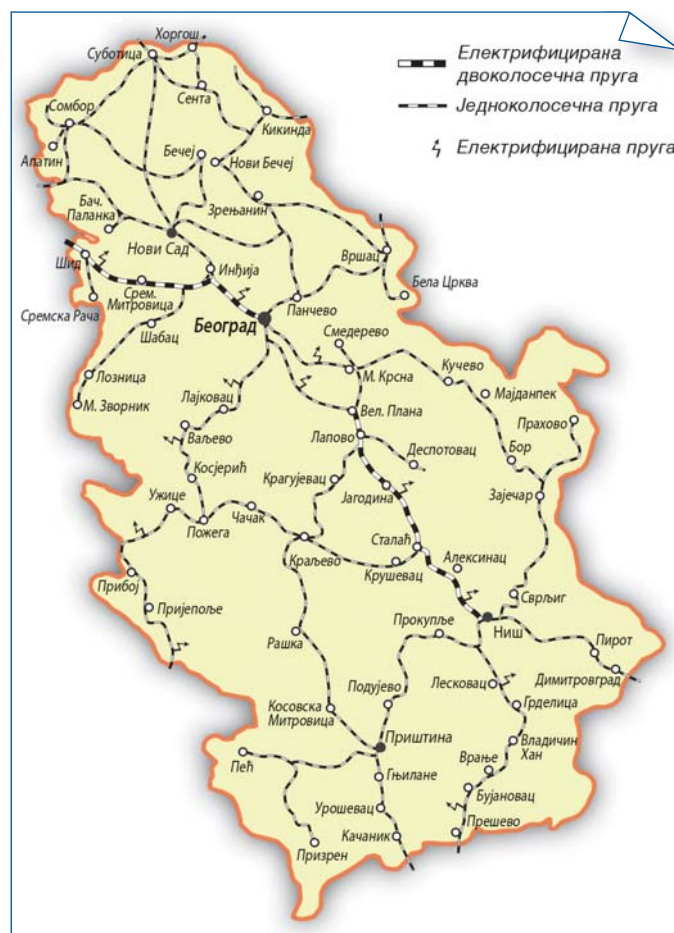 Хоргош
Суботица
Електрифицирана
двоколосечна пруга
Сента
Сомбор
Једноколосечна пруга
Кикинда
Бечеј
Електрифицирана пруга
Апатин
Нови Бечеј
Бач.
Паланка
Зрењанин
Нови Сад
Вршац
Шид
Инђија
Бела Црква
Срем.
Митровица
Панчево
Сремска Рача
Београд
Смедерево
Шабац
М. Крсна
Кучево
Лозница
Мајданпек
Лајковац
М. Зворник
Вел. Плана
Прахово
Ваљево
Лапово
Деспотовац
Бор
Косјерић
Крагујевац
Јагодина
Зајечар
Ужице
Чачак
Пожега
Сталаћ
Алексинац
Краљево
Крушевац
Прибој
Сврљиг
Пријепоље
Прокупље
Ниш
Рашка
Пирот
Лесковац
Димитровград
Подујево
Косовска
Митровица
Грделица
Приштина
Владичин
Хан
Пећ
Врање
Гњилане
Бујановац
Урошевац
Прешево
Качаник
Призрен